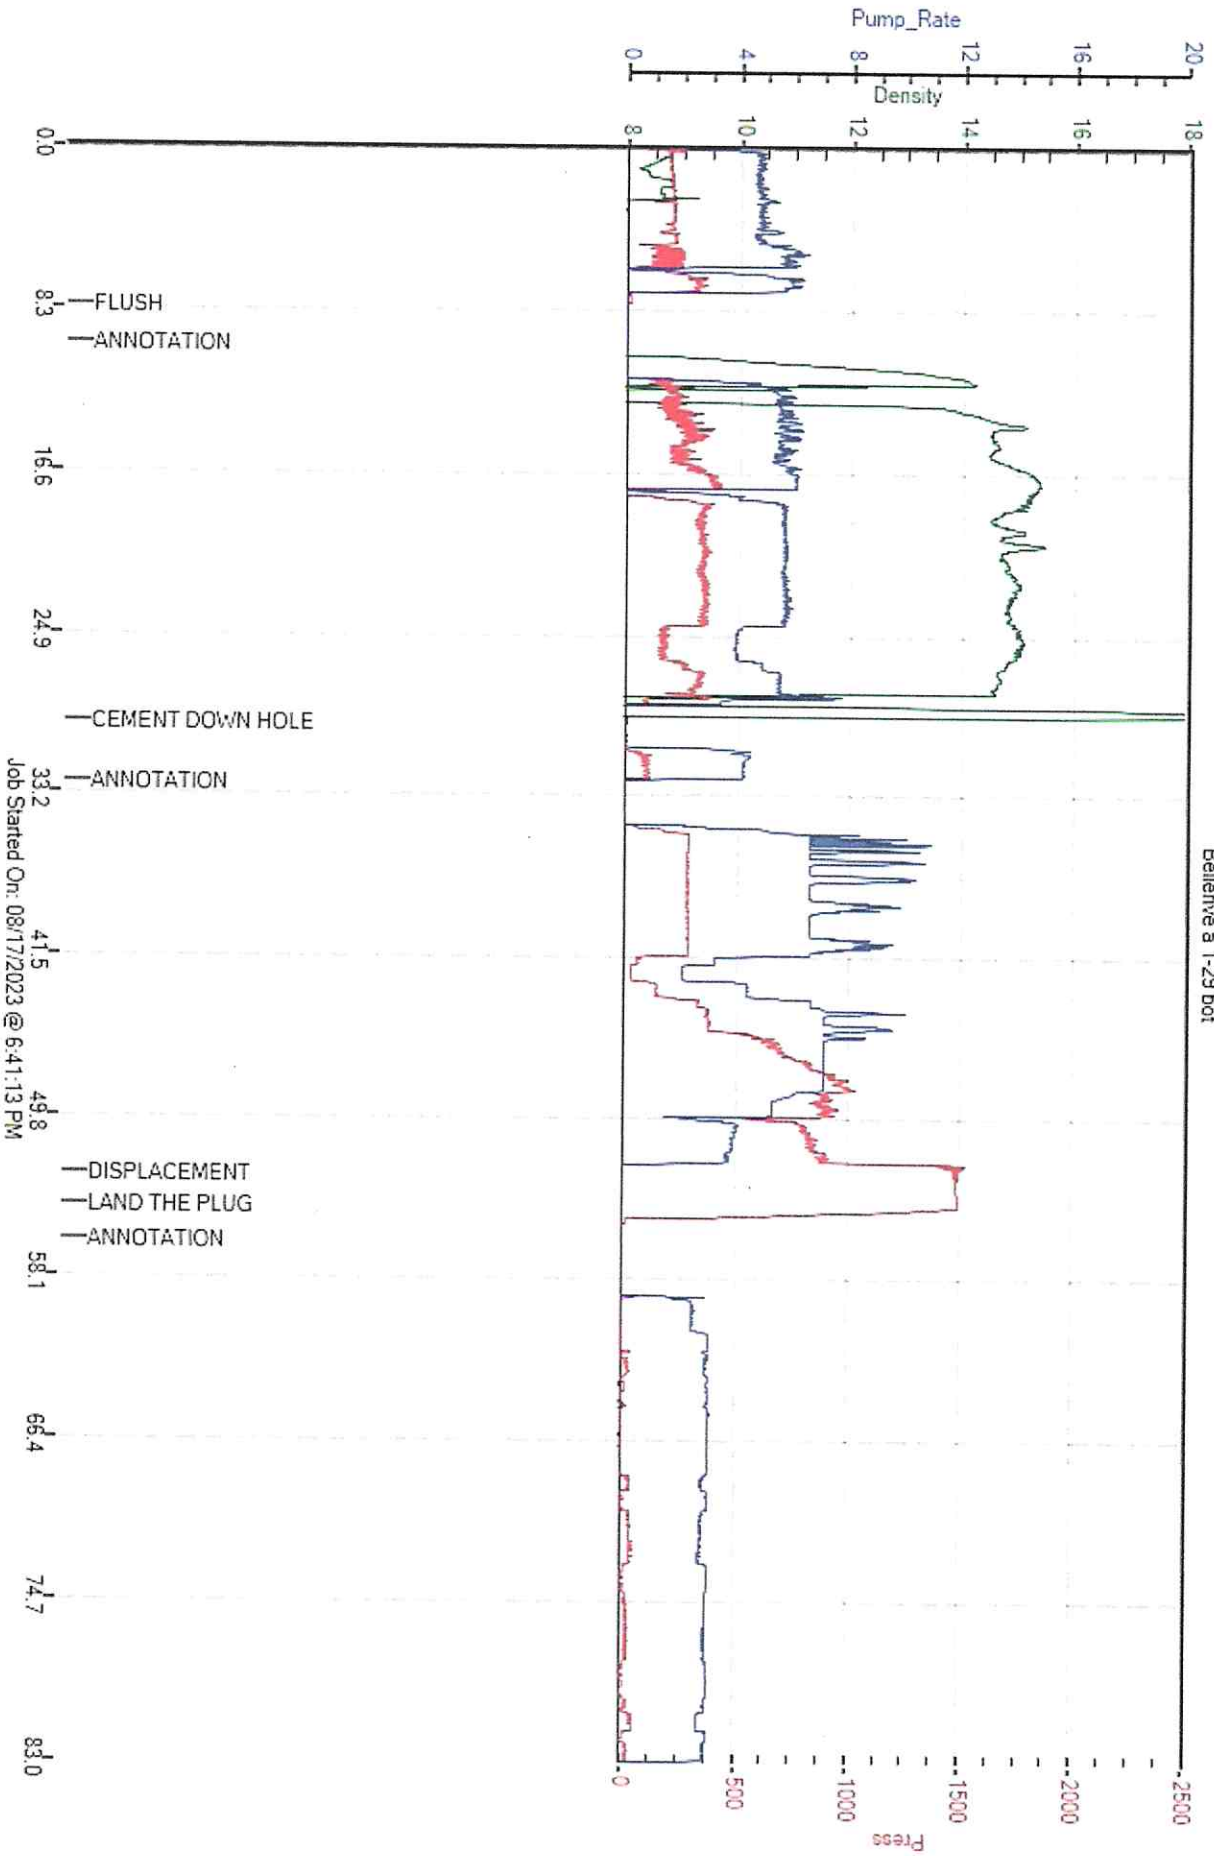 Pump_Rate
0 4 8 12 16 20
Density
8 10 12 14 16 18
0.0
8.3
16.6
24.9
33.2
41.5
49.8
58.1
66.4
74.7
83.0
FLUSH
ANNOTATION
CEMENT DOWN HOLE
ANNOTATION
DISPLACEMENT
LAND THE PLUG
ANNOTATION
Job Started On: 08/17/2023 @ 6:41:13 PM
0 500 1000 1500 2000 2500
Press
a 1-29 bot